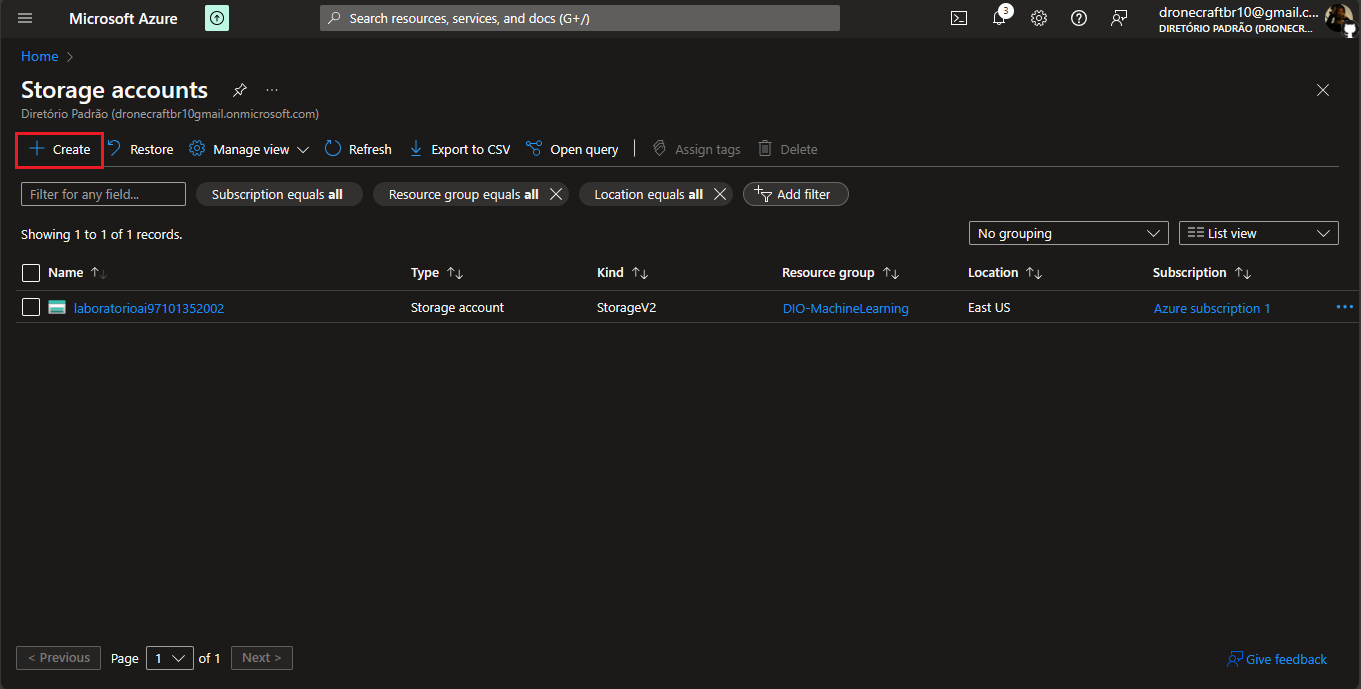 Microsoft Azure
Search resources, services, and docs (G+/)
3
dronecraftbr10@gmail.c...
DIRETÓRIO PADRÃO (DRONECR...
Home
Storage accounts
Diretório Padrão (dronecraftbr10gmail.onmicrosoft.com)
Create Restore Manage view Refresh Export to CSV Open query Assign tags Delete
Filter for any field... Subscription equals all Resource group equals all Location equals all Add filter
Showing 1 to 1 of 1 records. No grouping List view
Name Type Kind Resource group Location Subscription
laboratorioai97101352002 Storage account StorageV2 DIO-MachineLearning East US Azure subscription 1
< Previous Page 1 of 1 Next > Give feedback